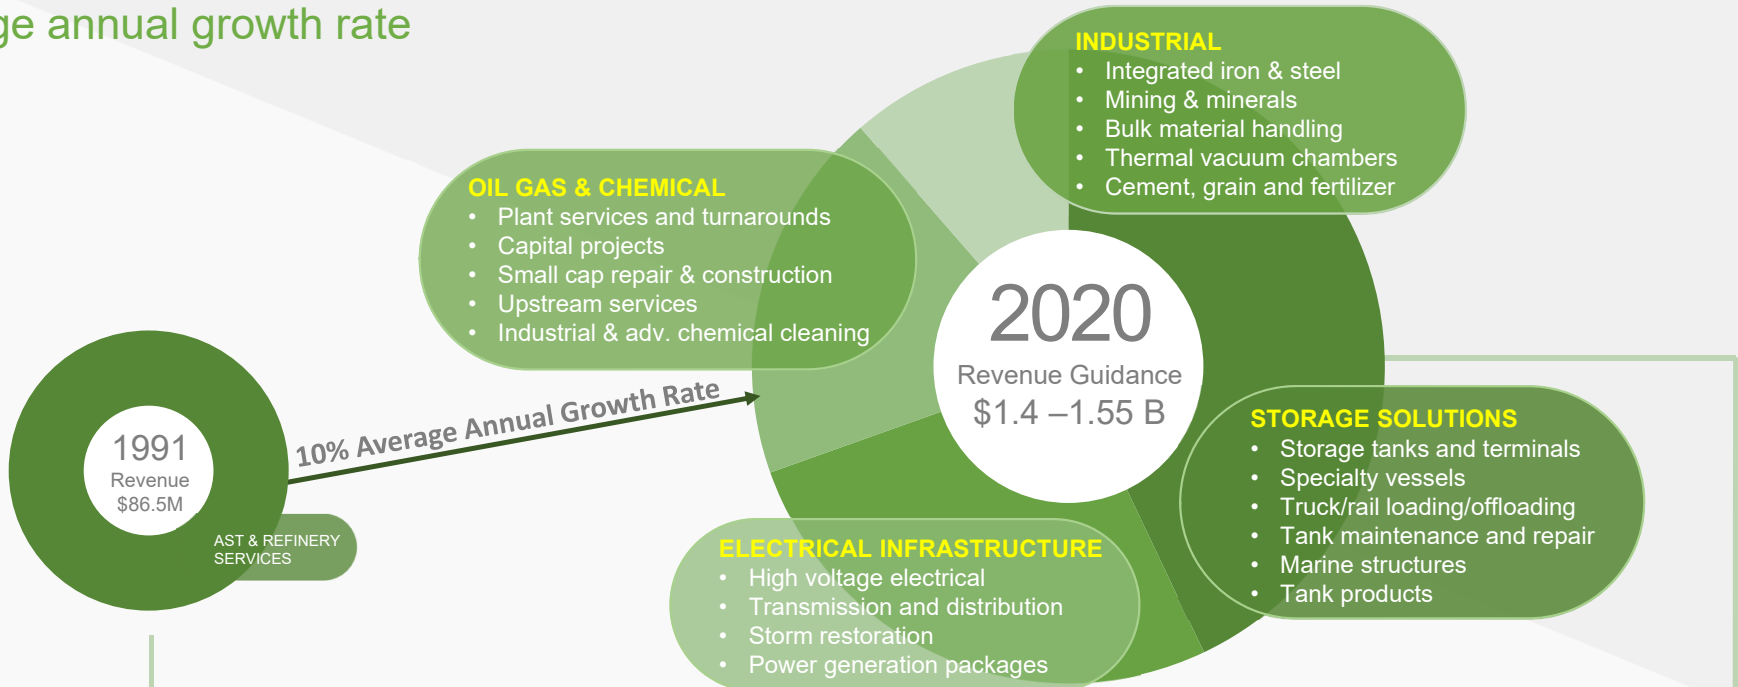 ge annual growth rate
INDUSTRIAL
• Integrated iron & steel
• Mining & minerals
• Bulk material handling
• Thermal vacuum chambers
• Cement, grain and fertilizer
OIL GAS & CHEMICAL
• Plant services and turnarounds
• Capital projects
• Small cap repair & construction
• Upstream services
• Industrial & adv. chemical cleaning
2020
Revenue Guidance
$1.4 –1.55 B
10% Average Annual Growth Rate
1991
Revenue
$86.5M
AST & REFINERY
SERVICES
STORAGE SOLUTIONS
• Storage tanks and terminals
• Specialty vessels
• Truck/rail loading/offloading
• Tank maintenance and repair
• Marine structures
• Tank products
ELECTRICAL INFRASTRUCTURE
• High voltage electrical
• Transmission and distribution
• Storm restoration
• Power generation packages